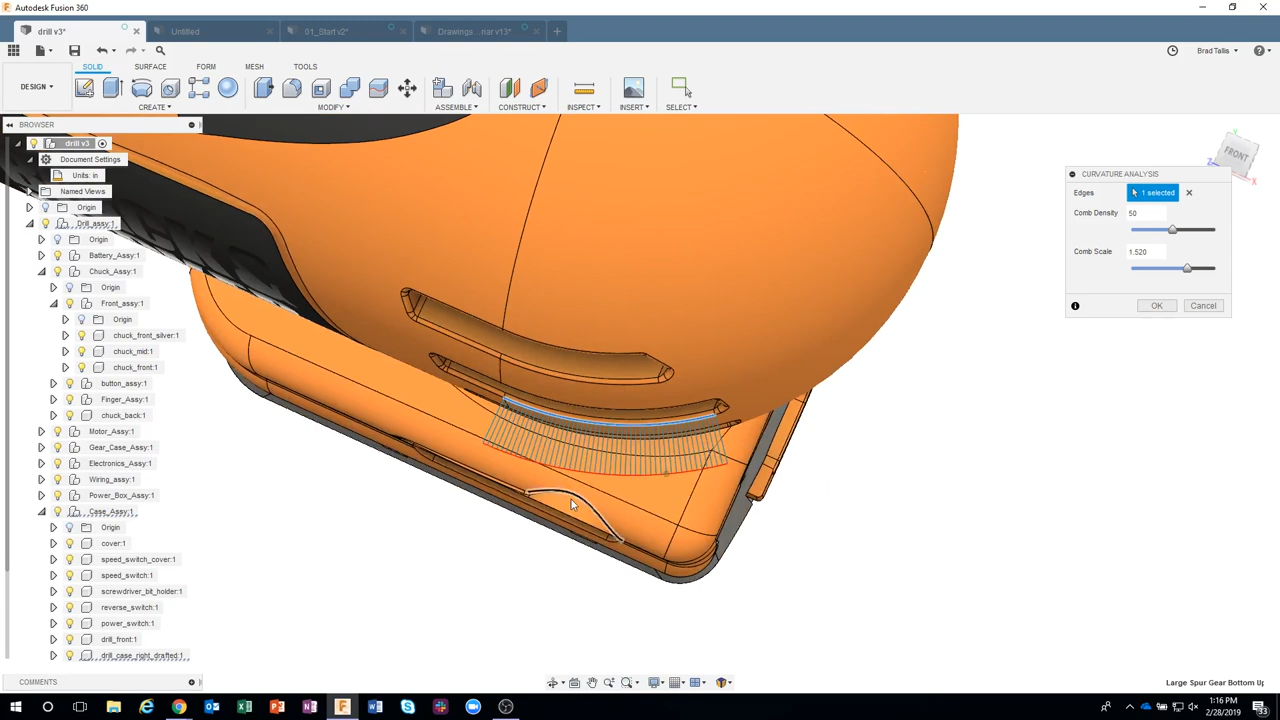 Autodesk Fusion 360
drill v3*
Untitled
01_Start v2*
Drawings... nar v13*
Brad Tallis
SOLID
SURFACE
FORM
MESH
TOOLS
DESIGN
CREATE
MODIFY
ASSEMBLE
CONSTRUCT
INSPECT
INSERT
SELECT
BROWSER
drill v3
Document Settings
Units: in
Named Views
Origin
Drill_assy:1
Origin
Battery_Assy:1
Chuck_Assy:1
Origin
Front_assy:1
Origin
chuck_front_silver:1
chuck_mid:1
chuck_front:1
button_assy:1
Finger_Assy:1
chuck_back:1
Motor_Assy:1
Gear_Case_Assy:1
Electronics_Assy:1
Wiring_assy:1
Power_Box_Assy:1
Case_Assy:1
Origin
cover:1
speed_switch_cover:1
speed_switch:1
screwdriver_bit_holder:1
reverse_switch:1
power_switch:1
drill_front:1
drill_case_right_drafted:1
FRONT
Y
Z
X
CURVATURE ANALYSIS
Edges
1 selected
Comb Density
50
Comb Scale
1.520
OK
Cancel
COMMENTS
Large Spur Gear Bottom Up
1:16 PM
2/28/2019
33